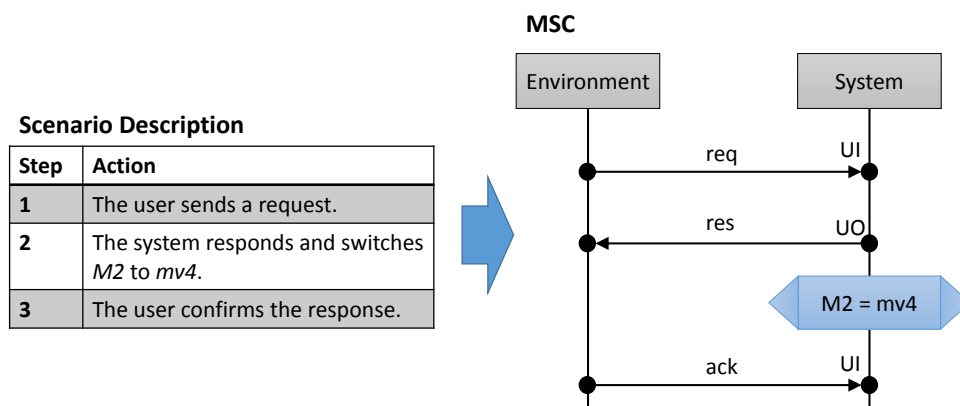 MSC
Environment
System
Scenario Description
Step Action
1 The user sends a request.
2 The system responds and switches
M2 to mv4.
3 The user confirms the response.
req
UI
res
UO
M2 = mv4
ack
UI